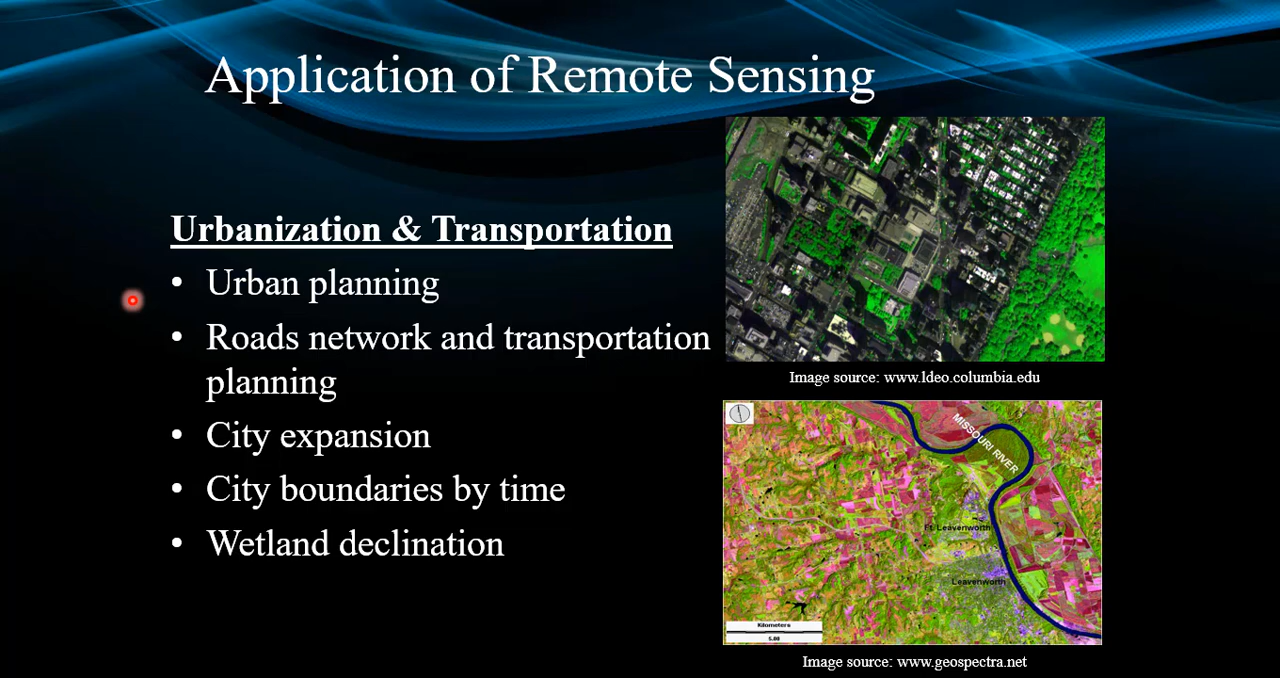 Application of Remote Sensing
Urbanization & Transportation
• Urban planning
• Roads network and transportation
planning
• City expansion
• City boundaries by time
• Wetland declination
Image source: www.ldeo.columbia.edu
MISSOURI RIVER
Ft. Leavenworth
Leavenworth
Kilometers
5.00
Image source: www.geospectra.net